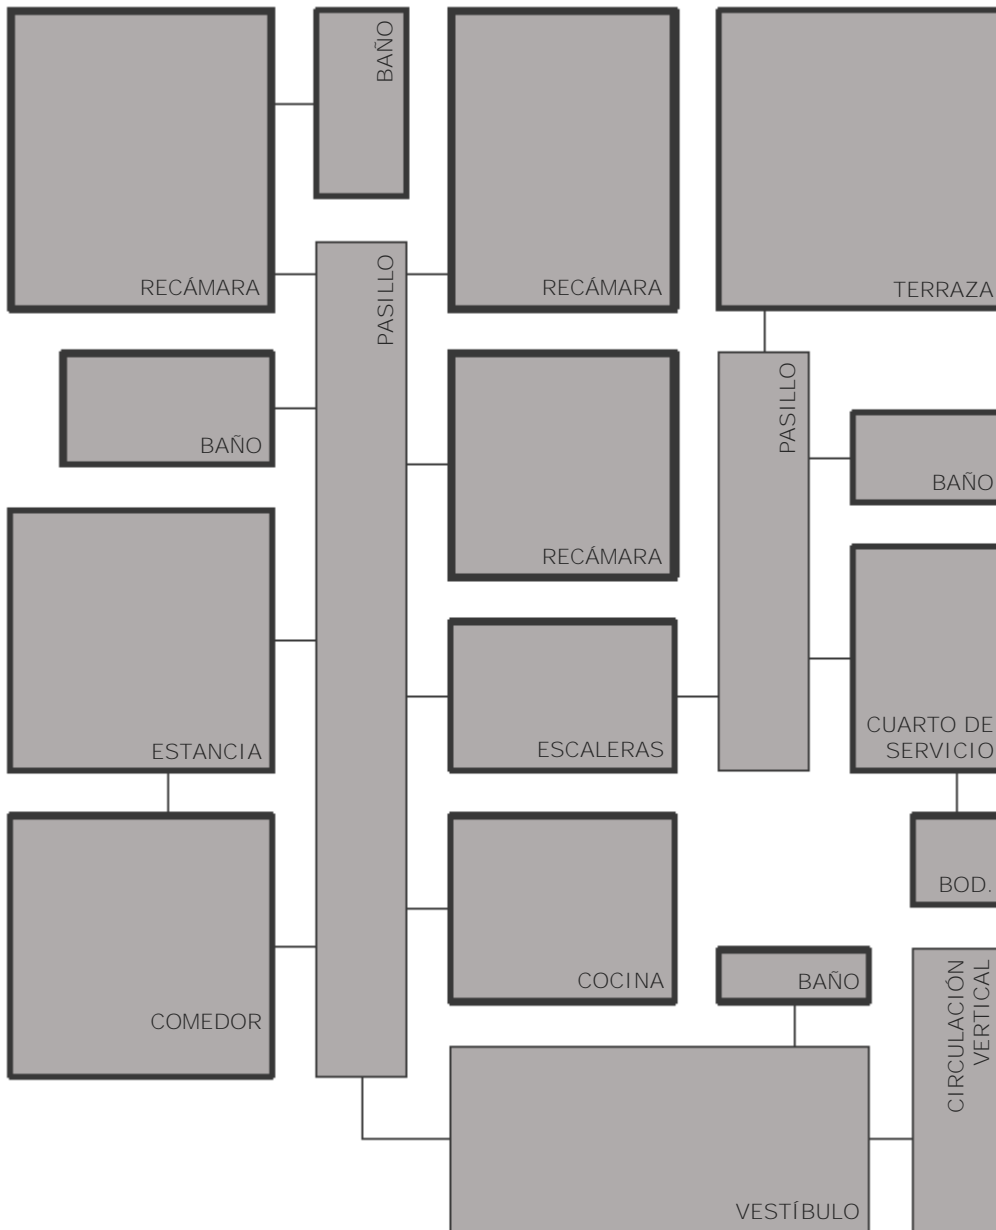 BAÑO
RECÁMARA
RECÁMARA
TERRAZA
PASILLO
BAÑO
PASILLO
BAÑO
RECÁMARA
ESTANCIA
ESCALERAS
CUARTO DE
SERVICIO
BOD.
COMEDOR
COCINA
BAÑO
CIRCULACIÓN
VERTICAL
VESTÍBULO